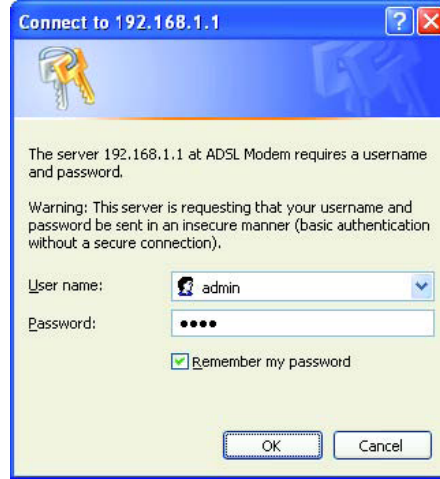 Connect to 192.168.1.1
The server 192.168.1.1 at ADSL Modem requires a username
and password.
Warning: This server is requesting that your username and
password be sent in an insecure manner (basic authentication
without a secure connection).
User name:
admin
Password:
••••
Remember my password
OK
Cancel